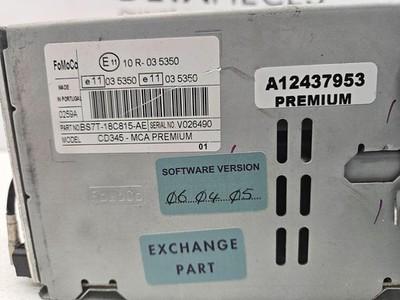 FoMoCo
E11 10 R- 03 5350
e11 03 5350 e11 03 5350
MADE
IN PORTUGAL
0259A
PART NO BS7T-18C815-AE SERIAL NO. V026490
MODEL CD345 - MCA PREMIUM
01
A12437953
PREMIUM
SOFTWARE VERSION
06 04 05
EXCHANGE
PART